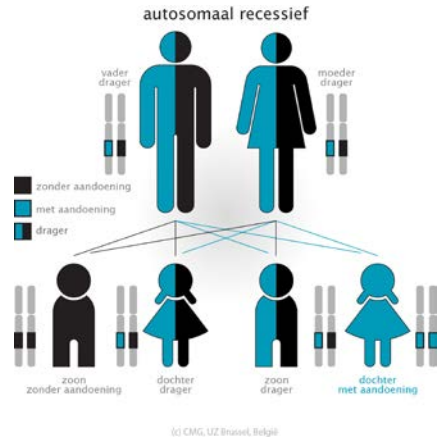 autosomaal recessief
vader
drager
moeder
drager
zonder aandoening
met aandoening
drager
zoon
zonder aandoening
dochter
drager
zoon
drager
dochter
met aandoening
(c) CMG, UZ Brussel, België